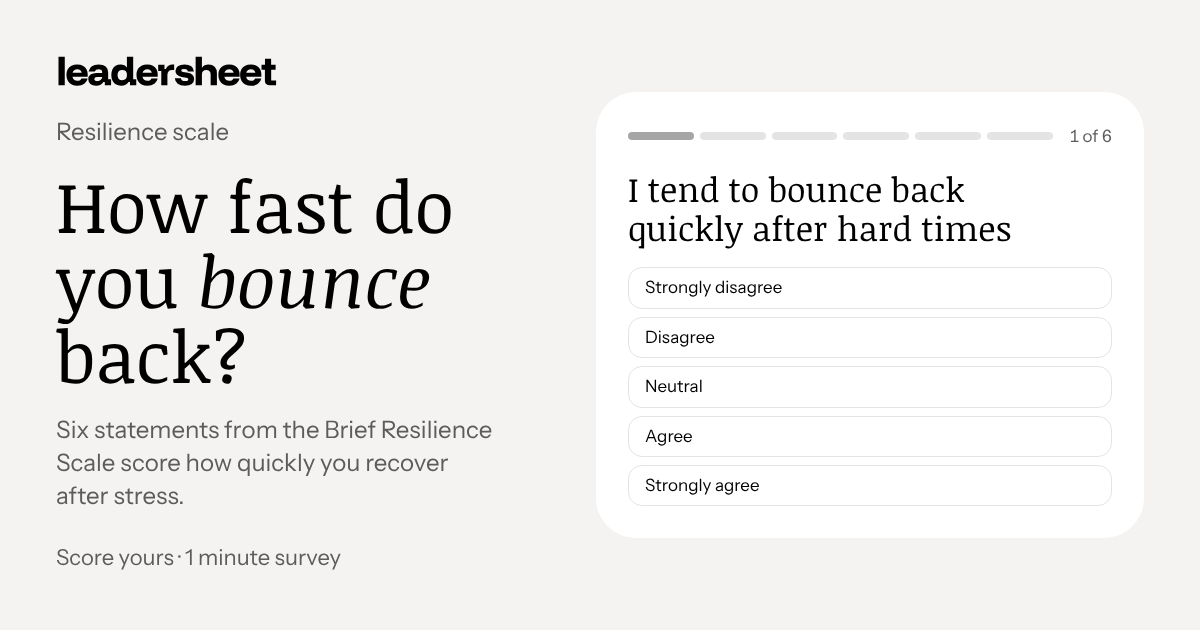 leadersheet
Resilience scale
How fast do
you bounce
back?
Six statements from the Brief Resilience
Scale score how quickly you recover
after stress.
Score yours · 1 minute survey
1 of 6
I tend to bounce back
quickly after hard times
Strongly disagree
Disagree
Neutral
Agree
Strongly agree